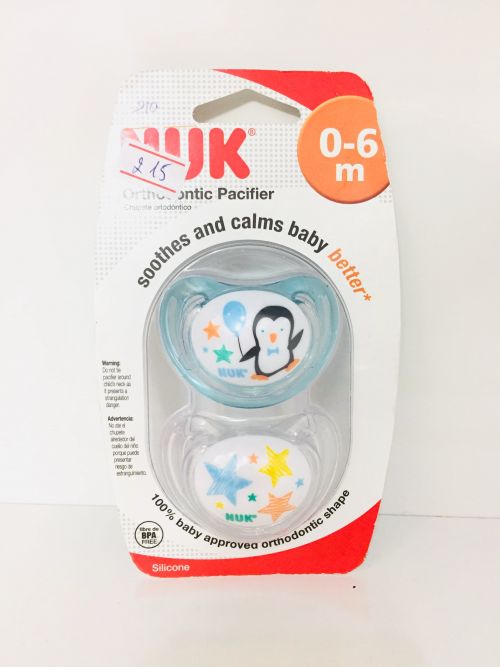 210
NUK®
215
0-6
m
Orthodontic Pacifier
Chupete ortodóntico
soothes and calms baby better*
NUK®
Warning:
Do not tie
pacifier around
child's neck as
it presents a
strangulation
danger.
Advertencia:
No ate el
chupete
alrededor del
cuello del niño
porque puede
presentar
riesgo de
estrangulamiento.
NUK®
100% baby approved orthodontic shape
libre de
BPA
FREE
Silicone